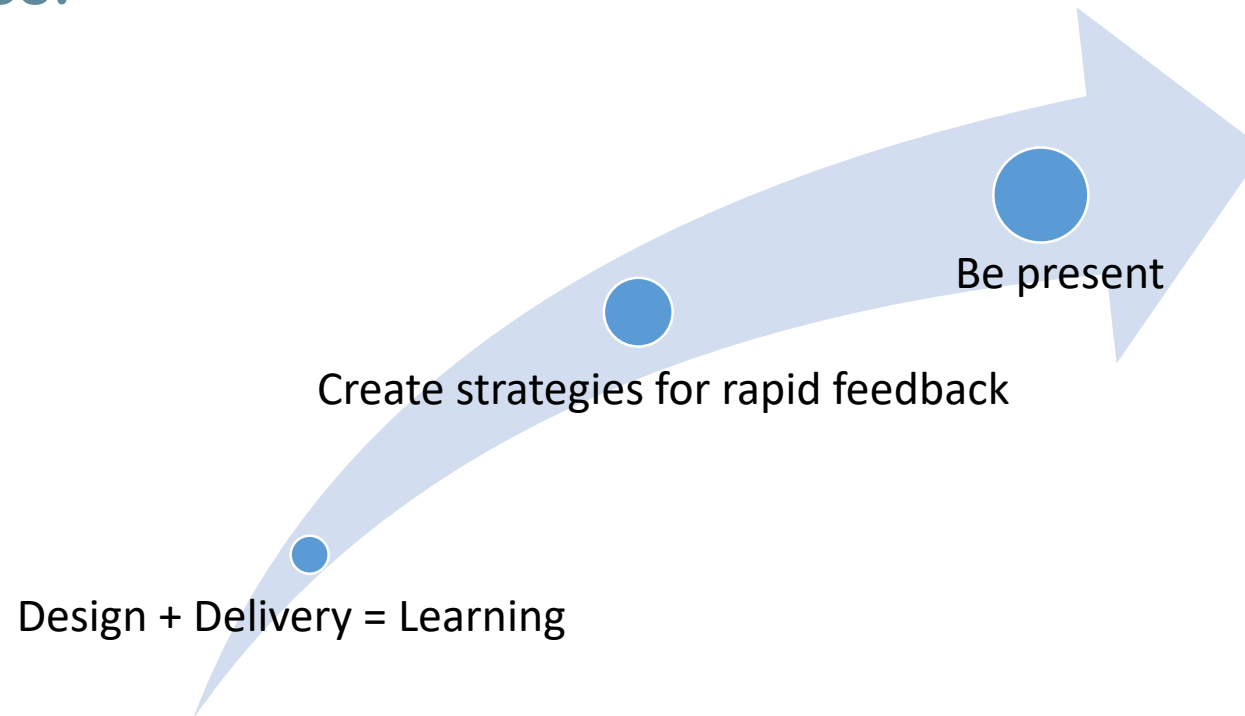 Be present
Create strategies for rapid feedback
Design + Delivery = Learning